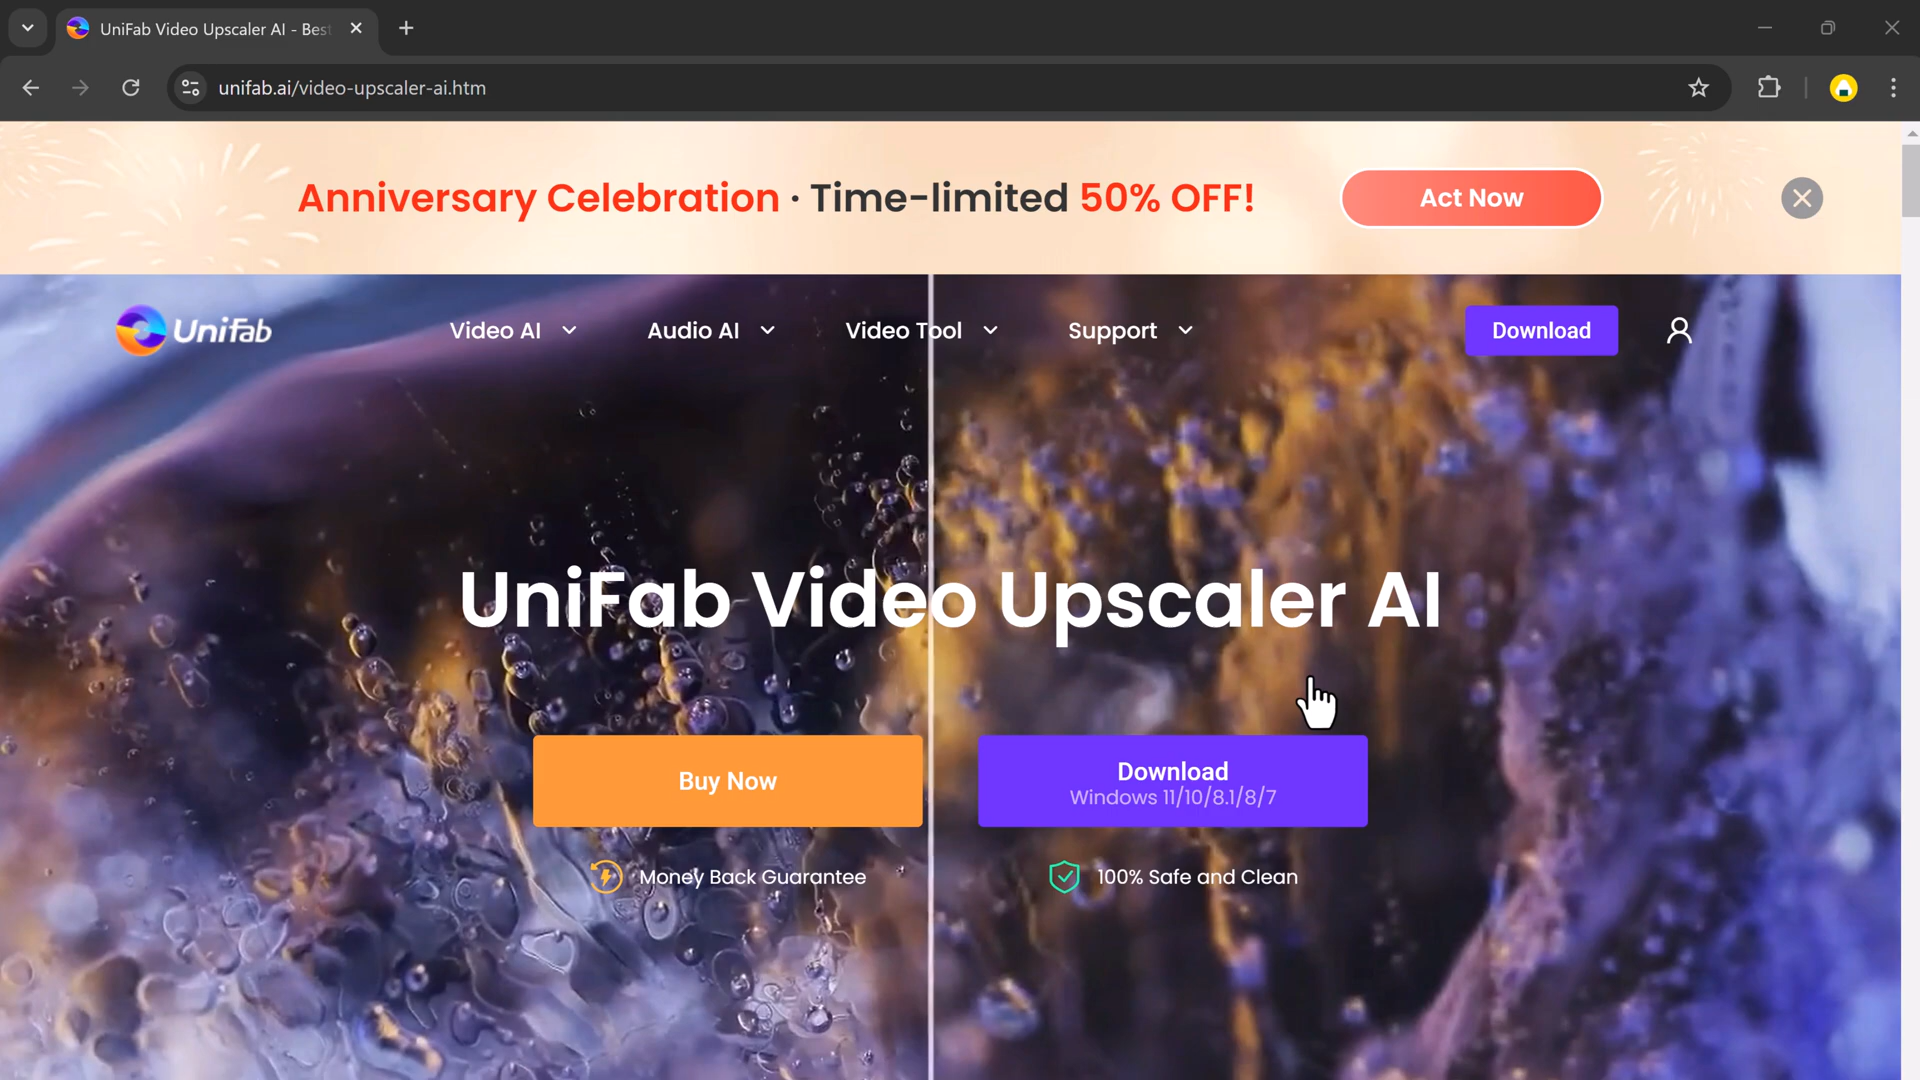 UniFab Video Upscaler AI - Bes
unifab.ai/video-upscaler-ai.htm
Anniversary Celebration · Time-limited 50% OFF!
Act Now
UniFab
Video AI
Audio AI
Video Tool
Support
Download
UniFab Video Upscaler AI
Buy Now
Download
Windows 11/10/8.1/8/7
Money Back Guarantee
100% Safe and Clean